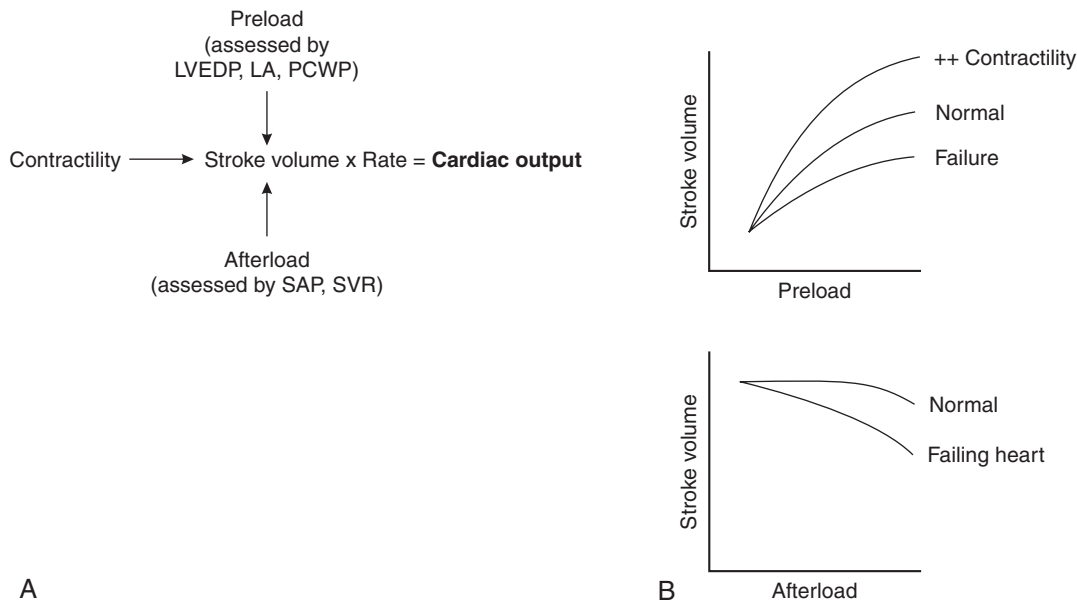 Preload
(assessed by
LVEDP, LA, PCWP)
Contractility
Stroke volume x Rate = Cardiac output
Afterload
(assessed by SAP, SVR)
A
Stroke volume
++ Contractility
Normal
Failure
Preload
Stroke volume
Normal
Failing heart
Afterload
B